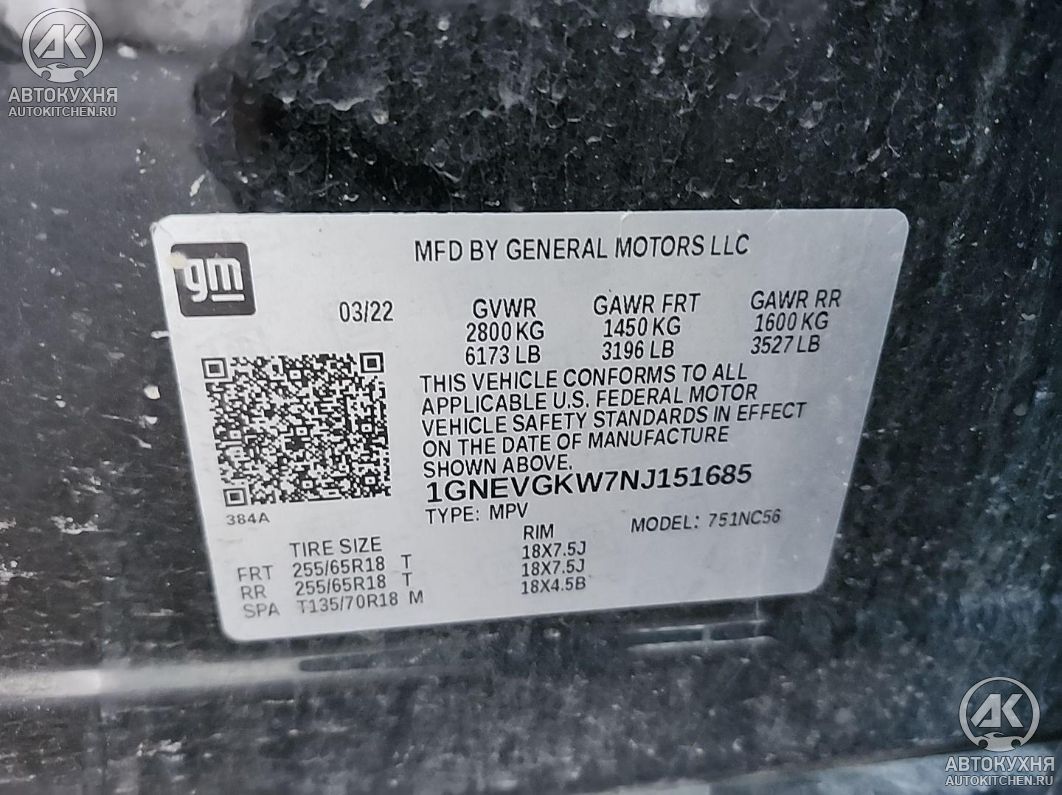 АВТОКУХНЯ
AUTOKITCHEN.RU
gm
MFD BY GENERAL MOTORS LLC
03/22 GVWR GAWR FRT GAWR RR
2800 KG 1450 KG 1600 KG
6173 LB 3196 LB 3527 LB
THIS VEHICLE CONFORMS TO ALL
APPLICABLE U.S. FEDERAL MOTOR
VEHICLE SAFETY STANDARDS IN EFFECT
ON THE DATE OF MANUFACTURE
SHOWN ABOVE.
1GNEVGKW7NJ151685
384A
TYPE: MPV MODEL: 751NC56
TIRE SIZE RIM
FRT 255/65R18 T 18X7.5J
RR 255/65R18 T 18X7.5J
SPA T135/70R18 M 18X4.5B
АВТОКУХНЯ
AUTOKITCHEN.RU